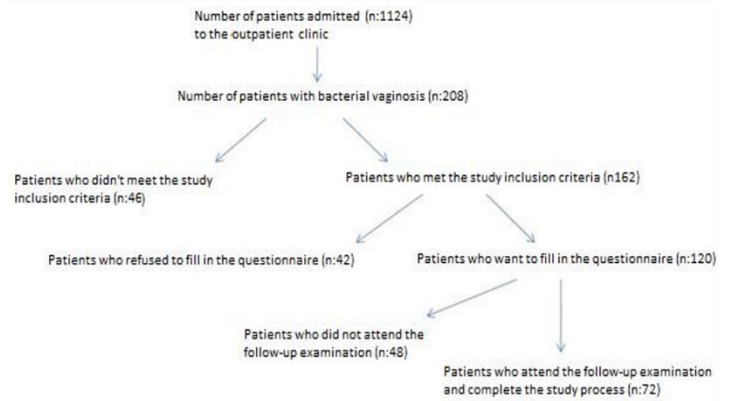 Number of patients admitted (n:1124)
to the outpatient clinic
Number of patients with bacterial vaginosis (n:208)
Patients who didn't meet the study
inclusion criteria (n:46)
Patients who met the study inclusion criteria (n162)
Patients who refused to fill in the questionnaire (n:42)
Patients who want to fill in the questionnaire (n:120)
Patients who did not attend the
follow-up examination (n:48)
Patients who attend the follow-up examination
and complete the study process (n:72)